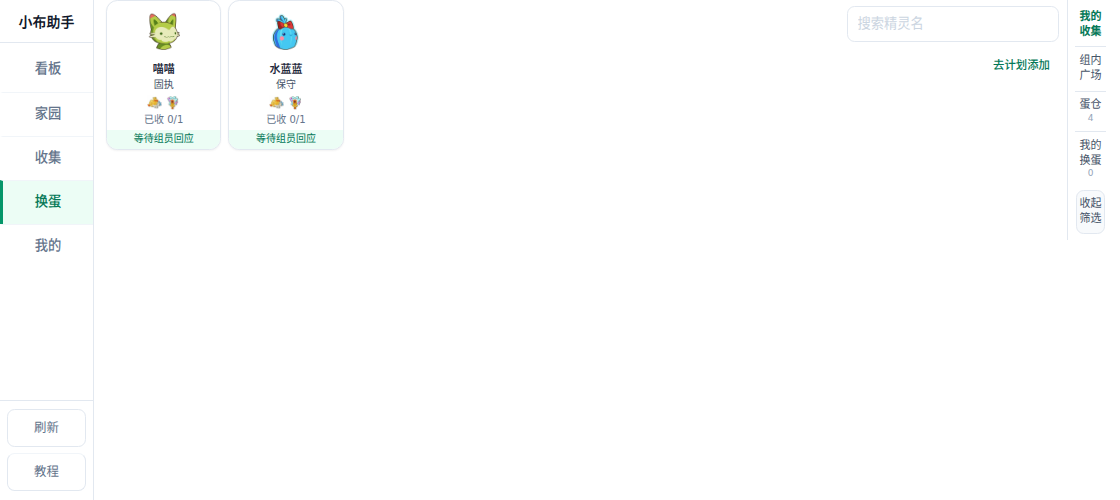 小布助手
看板
家园
收集
换蛋
我的
刷新
教程
喵喵
固执
已收 0/1
等待组员回应
水蓝蓝
保守
已收 0/1
等待组员回应
搜索精灵名
去计划添加
我的
收集
组内
广场
蛋仓
4
我的
换蛋
0
收起
筛选